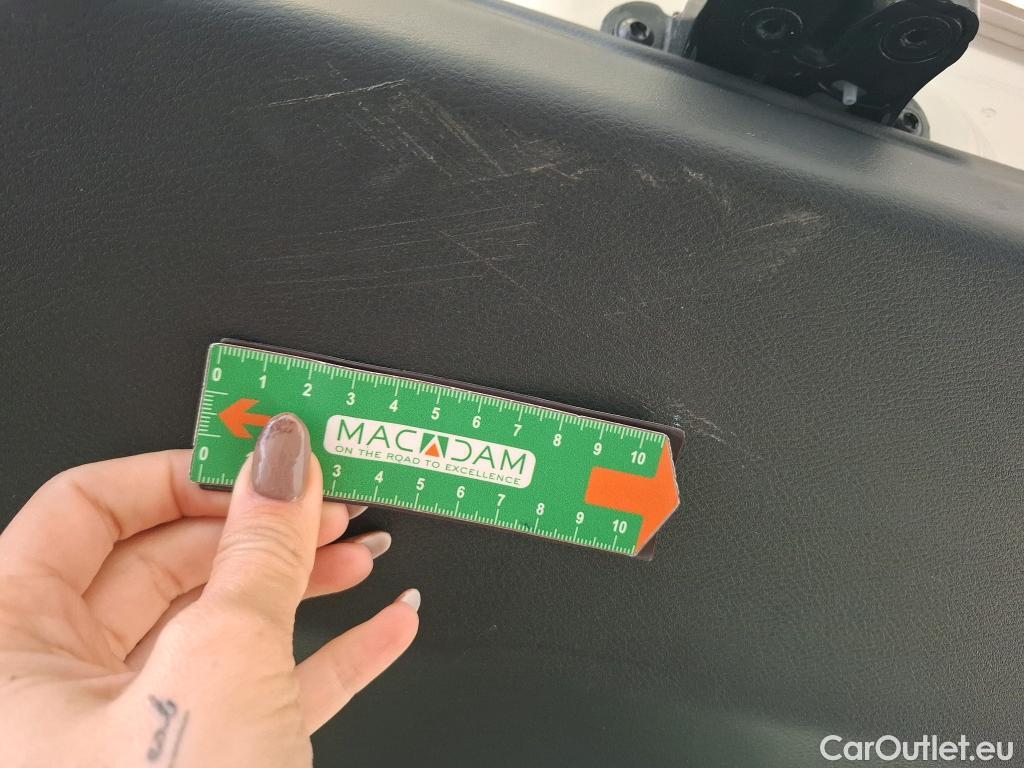 0 1 2 3 4 5 6 7 8 9 10
MACADAM
ON THE ROAD TO EXCELLENCE
0 1 3 4 5 6 7 8 9 10
CarOutlet.eu